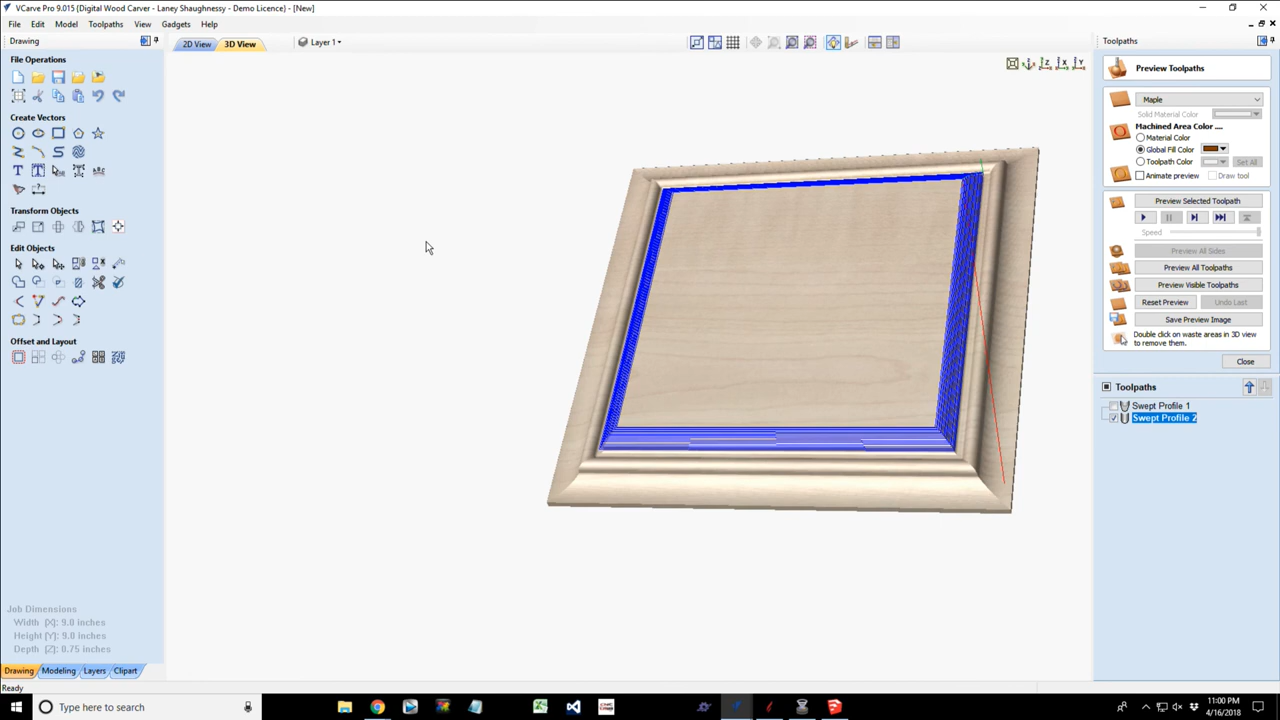 VCarve Pro 9.015 {Digital Wood Carver - Laney Shaughnessy - Demo Licence} - [New]
File Edit Model Toolpaths View Gadgets Help
Drawing
File Operations
Create Vectors
Transform Objects
Edit Objects
Offset and Layout
Job Dimensions
Width (X): 9.0 inches
Height (Y): 9.0 inches
Depth (Z): 0.75 inches
Drawing Modeling Layers Clipart
Ready
2D View 3D View Layer 1
Z X Y
Toolpaths
Preview Toolpaths
Maple
Solid Material Color
Machined Area Color ....
Material Color
Global Fill Color
Toolpath Color Set All
Animate preview Draw tool
Preview Selected Toolpath
Speed
Preview All Sides
Preview All Toolpaths
Preview Visible Toolpaths
Reset Preview Undo Last
Save Preview Image
Double click on waste areas in 3D view
to remove them.
Close
Toolpaths
Swept Profile 1
Swept Profile 2
Type here to search
11:00 PM
4/16/2018